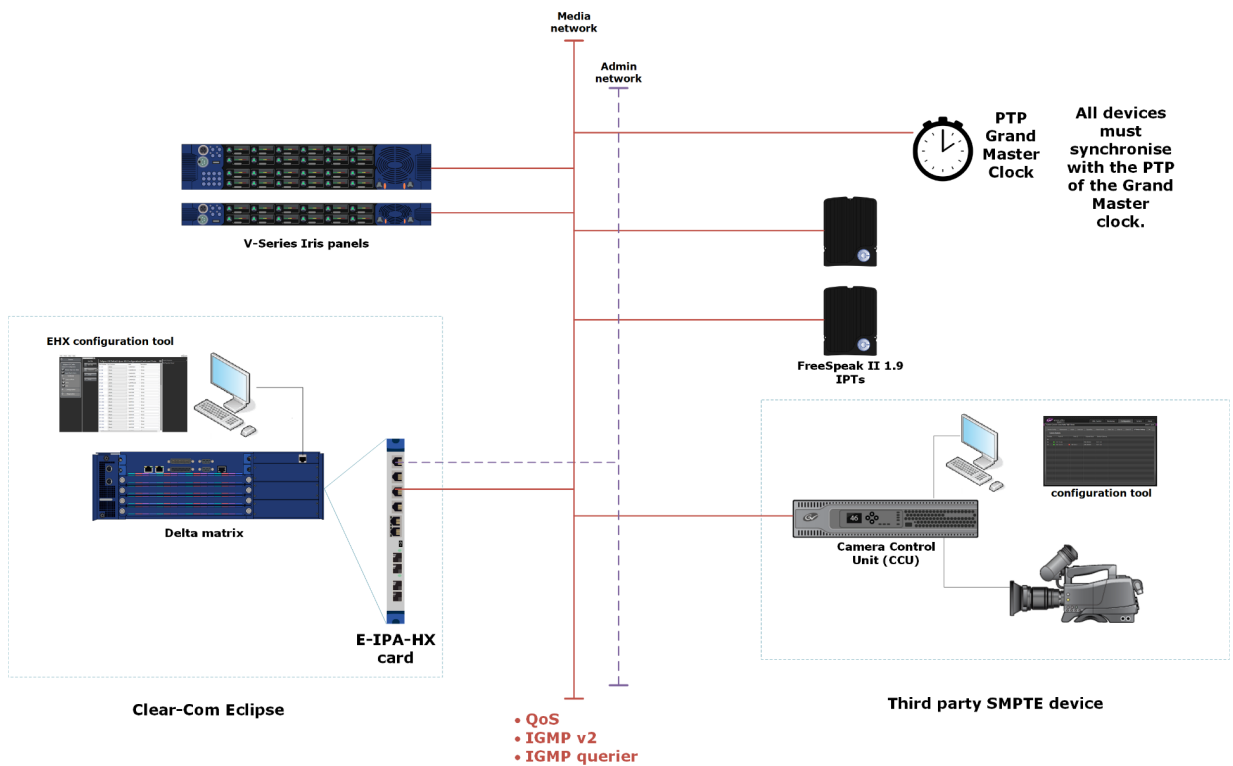 Media
network
Admin
network
PTP
Grand
Master
Clock
All devices
must
synchronise
with the PTP
of the Grand
Master
clock.
V-Series Iris panels
FreeSpeak II 1.9
IPTs
EHX configuration tool
Delta matrix
E-IPA-HX
card
Clear-Com Eclipse
configuration tool
46
Camera Control
Unit (CCU)
Third party SMPTE device
• QoS
• IGMP v2
• IGMP querier